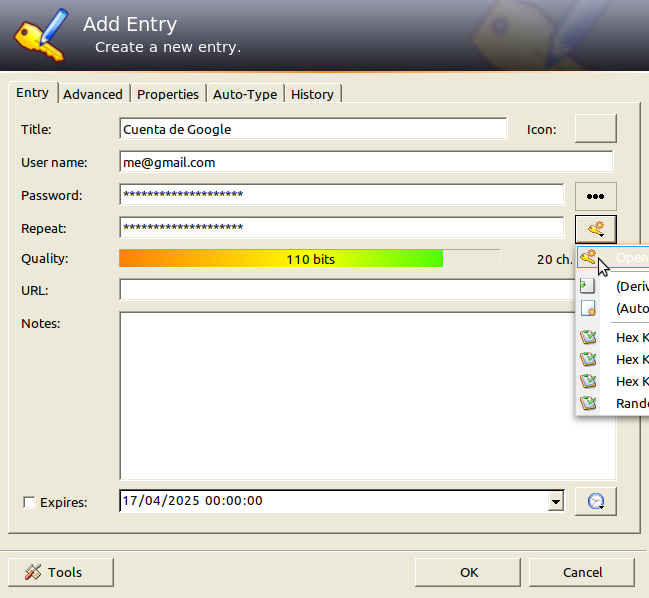 Add Entry
Create a new entry.
Entry Advanced Properties Auto-Type History
Title: Cuenta de Google Icon:
User name: me@gmail.com
Password: ********************
Repeat: ********************
Quality: 110 bits 20 ch.
Open
URL:
(Deriv
(Auto
Notes:
Hex K
Hex K
Hex K
Rando
Expires: 17/04/2025 00:00:00
Tools OK Cancel